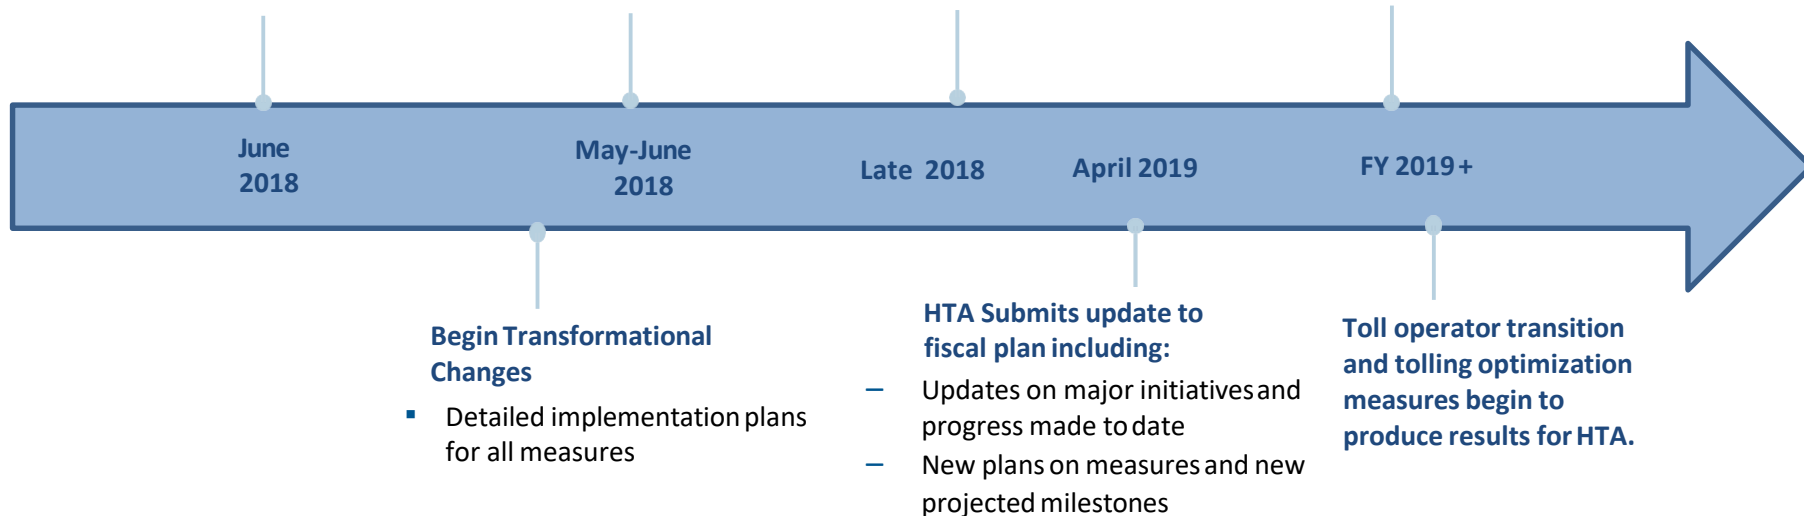 June
2018
May-June
2018
Late 2018
April 2019
FY 2019+
Begin Transformational
Changes
▪ Detailed implementation plans
for all measures
HTA Submits update to
fiscal plan including:
– Updates on major initiatives and
progress made to date
– New plans on measures and new
projected milestones
Toll operator transition
and tolling optimization
measures begin to
produce results for HTA.